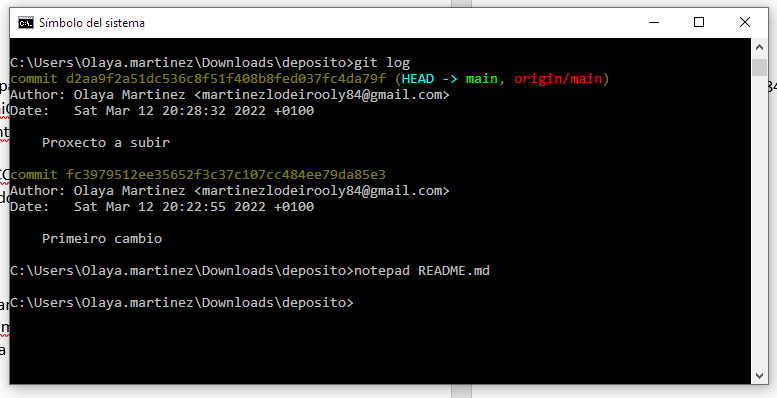 Símbolo del sistema
C:\Users\Olaya.martinez\Downloads\deposito>git log
commit d2aa9f2a51dc536c8f51f408b8fed037fc4da79f (HEAD -> main, origin/main)
Author: Olaya Martinez <martinezlodeirooly84@gmail.com>
Date:   Sat Mar 12 20:28:32 2022 +0100
Proxecto a subir
commit fc3979512ee35652f3c37c107cc484ee79da85e3
Author: Olaya Martinez <martinezlodeirooly84@gmail.com>
Date:   Sat Mar 12 20:22:55 2022 +0100
Primeiro cambio
C:\Users\Olaya.martinez\Downloads\deposito>notepad README.md
C:\Users\Olaya.martinez\Downloads\deposito>